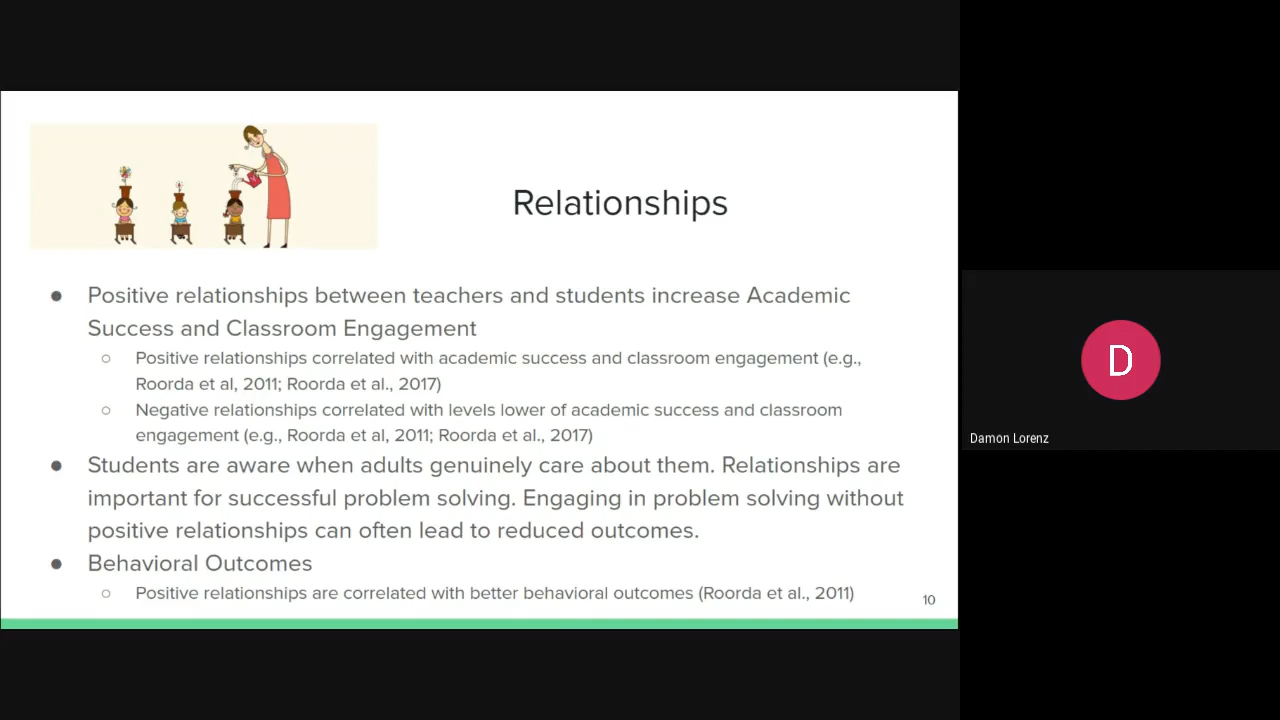 Relationships
● Positive relationships between teachers and students increase Academic
Success and Classroom Engagement
○ Positive relationships correlated with academic success and classroom engagement (e.g.,
Roorda et al, 2011; Roorda et al., 2017)
○ Negative relationships correlated with levels lower of academic success and classroom
engagement (e.g., Roorda et al, 2011; Roorda et al., 2017)
● Students are aware when adults genuinely care about them. Relationships are
important for successful problem solving. Engaging in problem solving without
positive relationships can often lead to reduced outcomes.
● Behavioral Outcomes
○ Positive relationships are correlated with better behavioral outcomes (Roorda et al., 2011)
10
D
Damon Lorenz